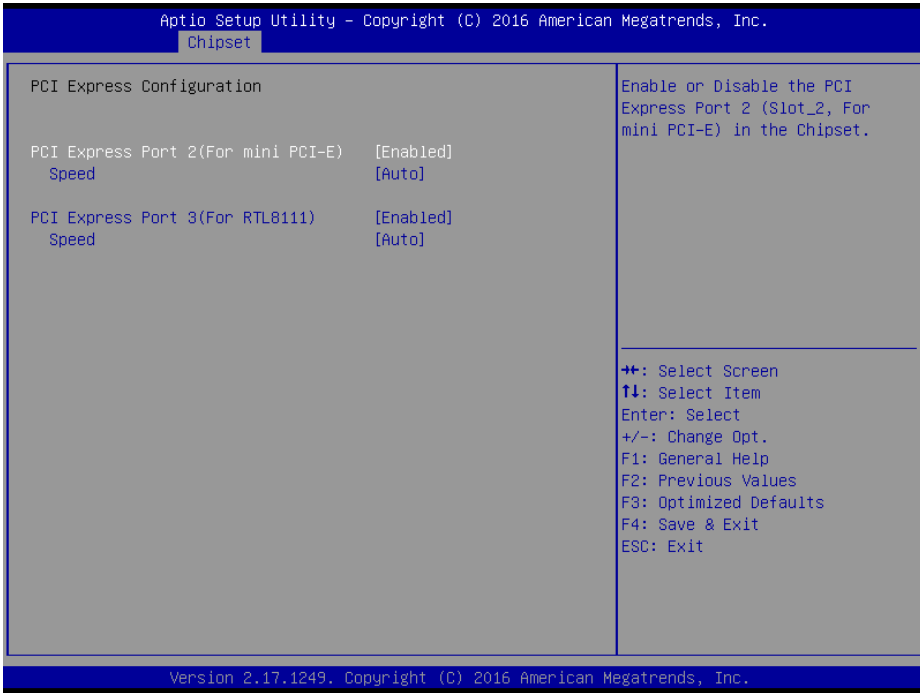 Aptio Setup Utility – Copyright (C) 2016 American Megatrends, Inc.
Chipset
PCI Express Configuration
PCI Express Port 2(For mini PCI-E) [Enabled]
Speed [Auto]
PCI Express Port 3(For RTL8111) [Enabled]
Speed [Auto]
Enable or Disable the PCI
Express Port 2 (Slot_2, For
mini PCI-E) in the Chipset.
→←: Select Screen
↑↓: Select Item
Enter: Select
+/-: Change Opt.
F1: General Help
F2: Previous Values
F3: Optimized Defaults
F4: Save & Exit
ESC: Exit
Version 2.17.1249. Copyright (C) 2016 American Megatrends, Inc.